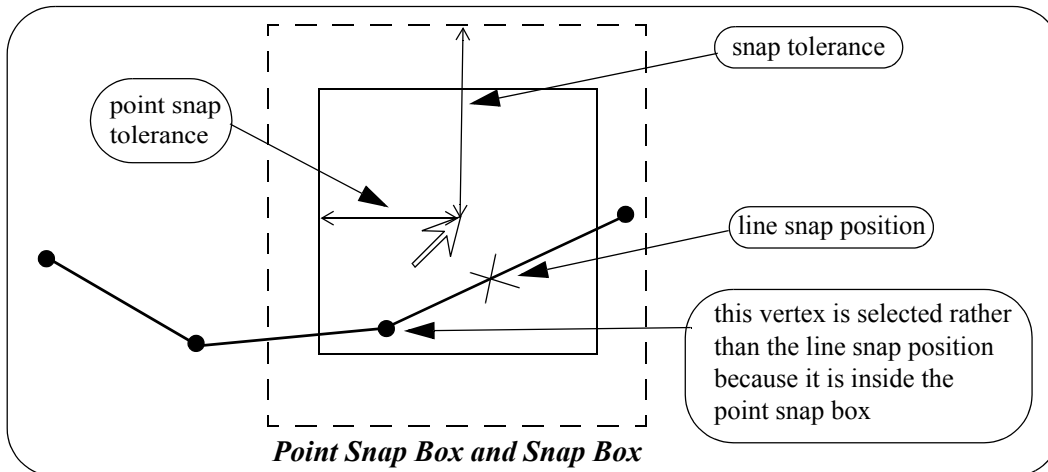 snap tolerance
point snap
tolerance
line snap position
this vertex is selected rather
than the line snap position
because it is inside the
point snap box
Point Snap Box and Snap Box